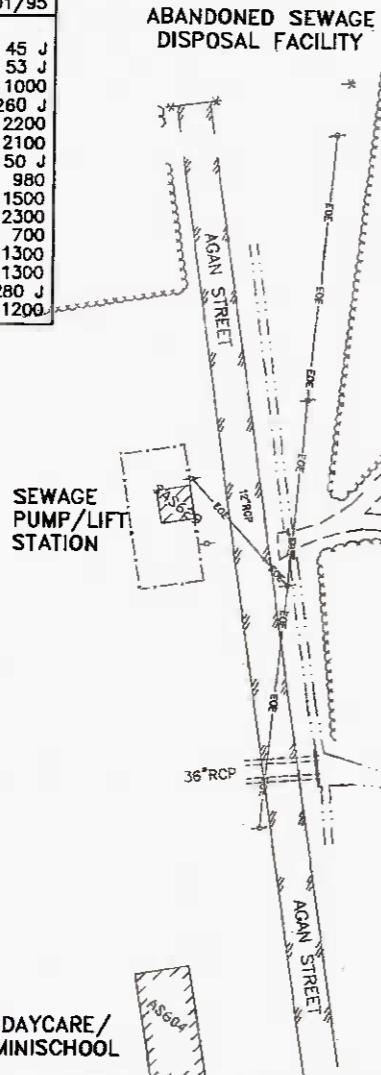 01/95
45 J
53 J
1000
260 J
2200
2100
50 J
980
1500
2300
700
1300
1300
280 J
1200
ABANDONED SEWAGE
DISPOSAL FACILITY
EOE
EOE
EOE
AGAN STREET
12"RCP
EOE
SEWAGE
PUMP/LIFT
STATION
EOE
EOE
36"RCP
AGAN STREET
AS604
DAYCARE/
MINISCHOOL